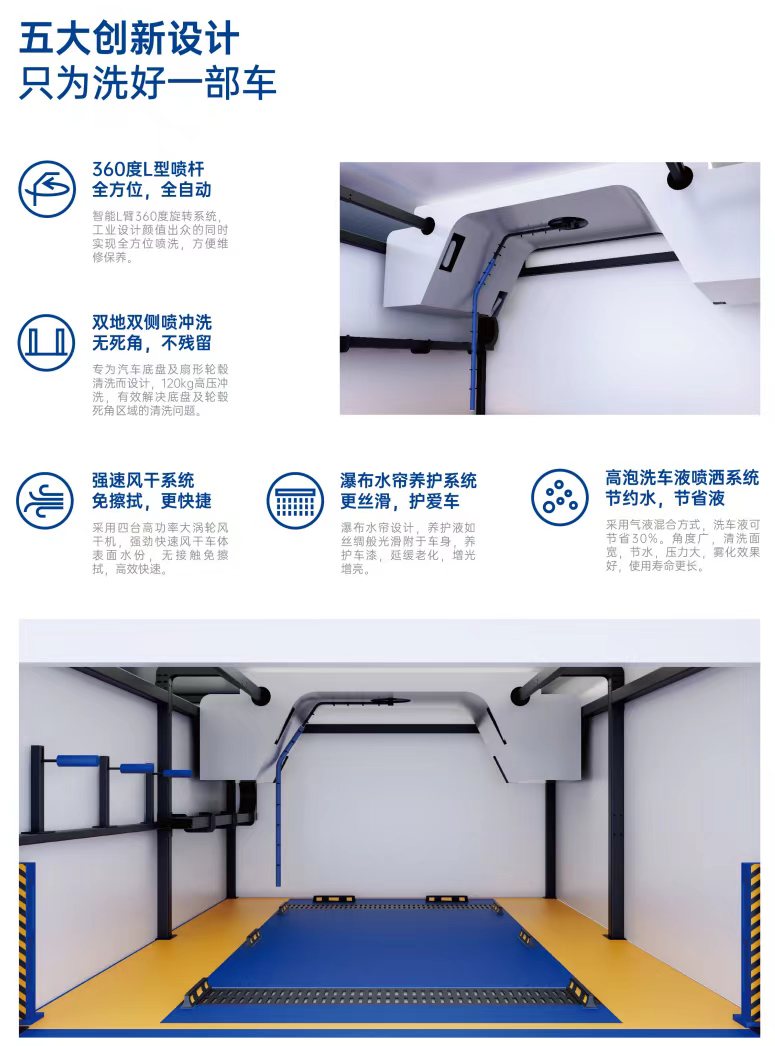 五大创新设计
只为洗好一部车
360度L型喷杆
全方位，全自动
智能L臂360度旋转系统，
工业设计颜值出众的同时
实现全方位喷洗，方便维
修保养。
双地双侧喷冲洗
无死角，不残留
专为汽车底盘及扇形轮毂
清洗而设计，120kg高压冲
洗，有效解决底盘及轮毂
死角区域的清洗问题。
强速风干系统
免擦拭，更快捷
采用四台高功率大涡轮风
干机，强劲快速风干车体
表面水份，无接触免擦
拭，高效快速。
瀑布水帘养护系统
更丝滑，护爱车
瀑布水帘设计，养护液如
丝绸般光滑附于车身，养
护车漆，延缓老化，增光
增亮。
高泡洗车液喷洒系统
节约水，节省液
采用气液混合方式，洗车液可
节省30%。角度广，清洗面
宽，节水，压力大，雾化效果
好，使用寿命更长。